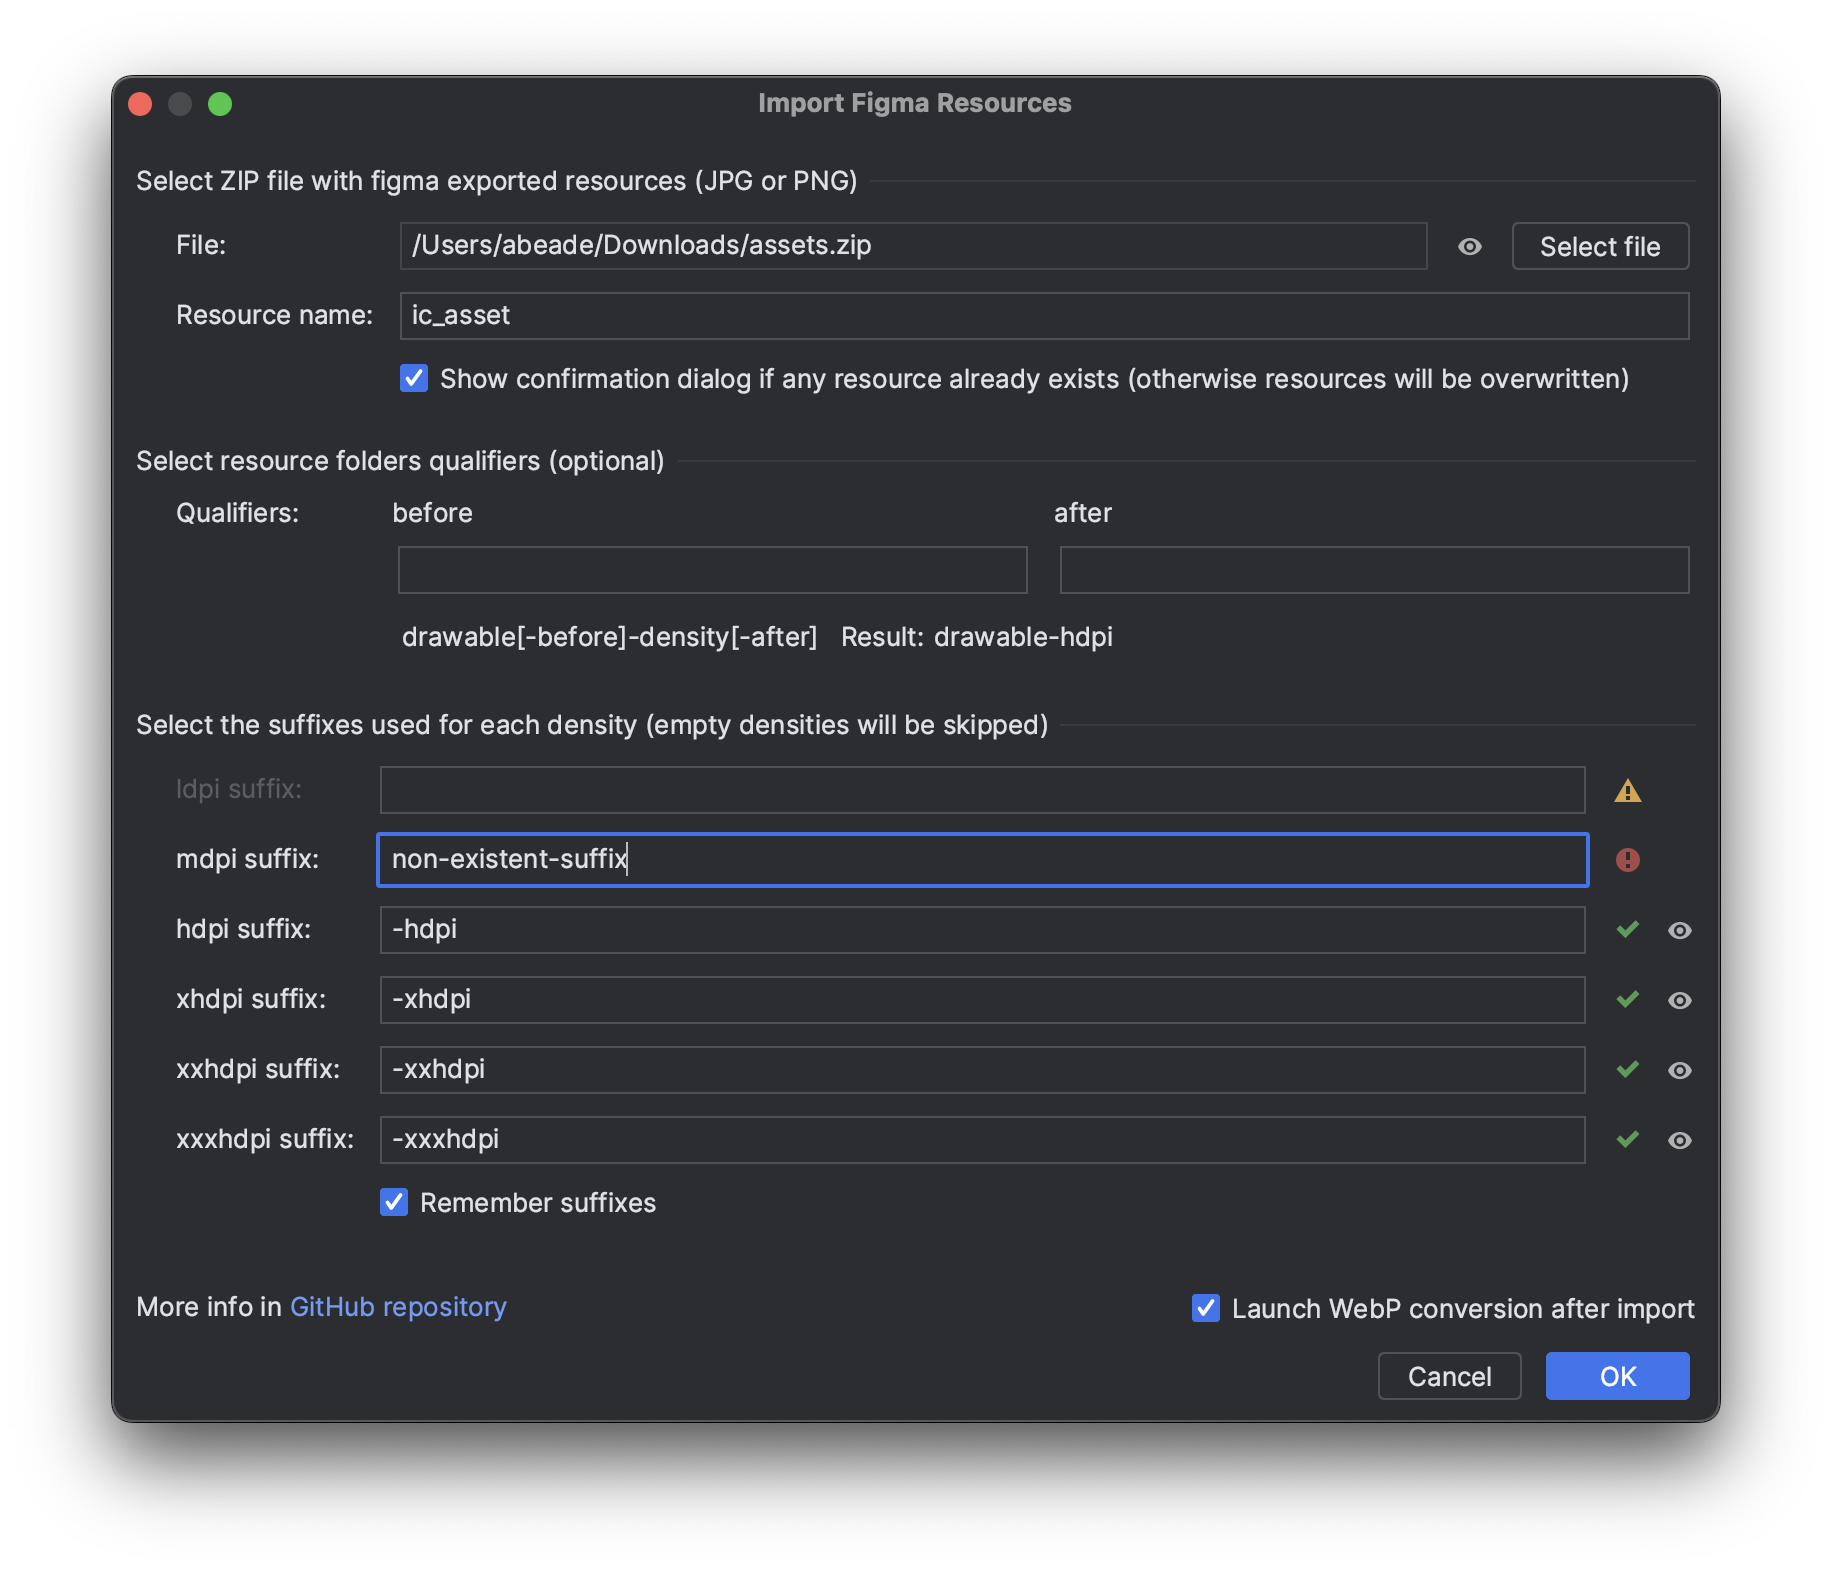 Import Figma Resources
Select ZIP file with figma exported resources (JPG or PNG)
File: /Users/abeade/Downloads/assets.zip Select file
Resource name: ic_asset
Show confirmation dialog if any resource already exists (otherwise resources will be overwritten)
Select resource folders qualifiers (optional)
Qualifiers: before after
drawable[-before]-density[-after] Result: drawable-hdpi
Select the suffixes used for each density (empty densities will be skipped)
ldpi suffix:
mdpi suffix: non-existent-suffix
hdpi suffix: -hdpi
xhdpi suffix: -xhdpi
xxhdpi suffix: -xxhdpi
xxxhdpi suffix: -xxxhdpi
Remember suffixes
More info in GitHub repository Launch WebP conversion after import
Cancel OK